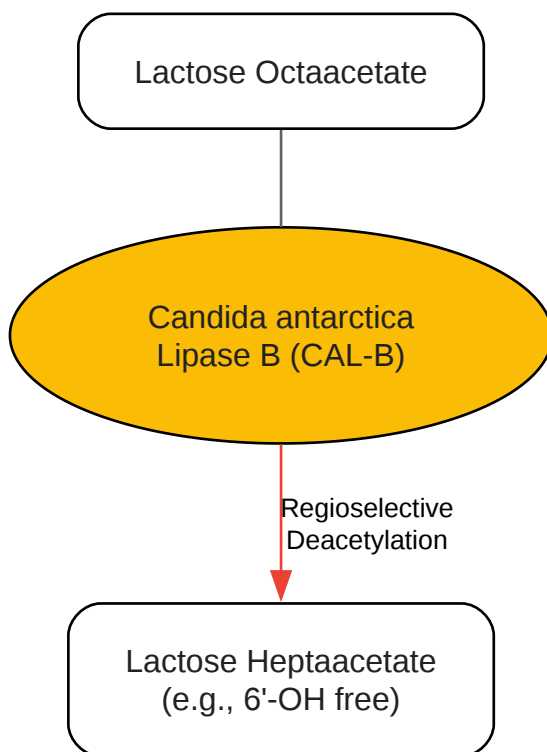 Lactose Octaacetate
Candida antarctica
Lipase B (CAL-B)
Regioselective
Deacetylation
Lactose Heptaacetate
(e.g., 6'-OH free)